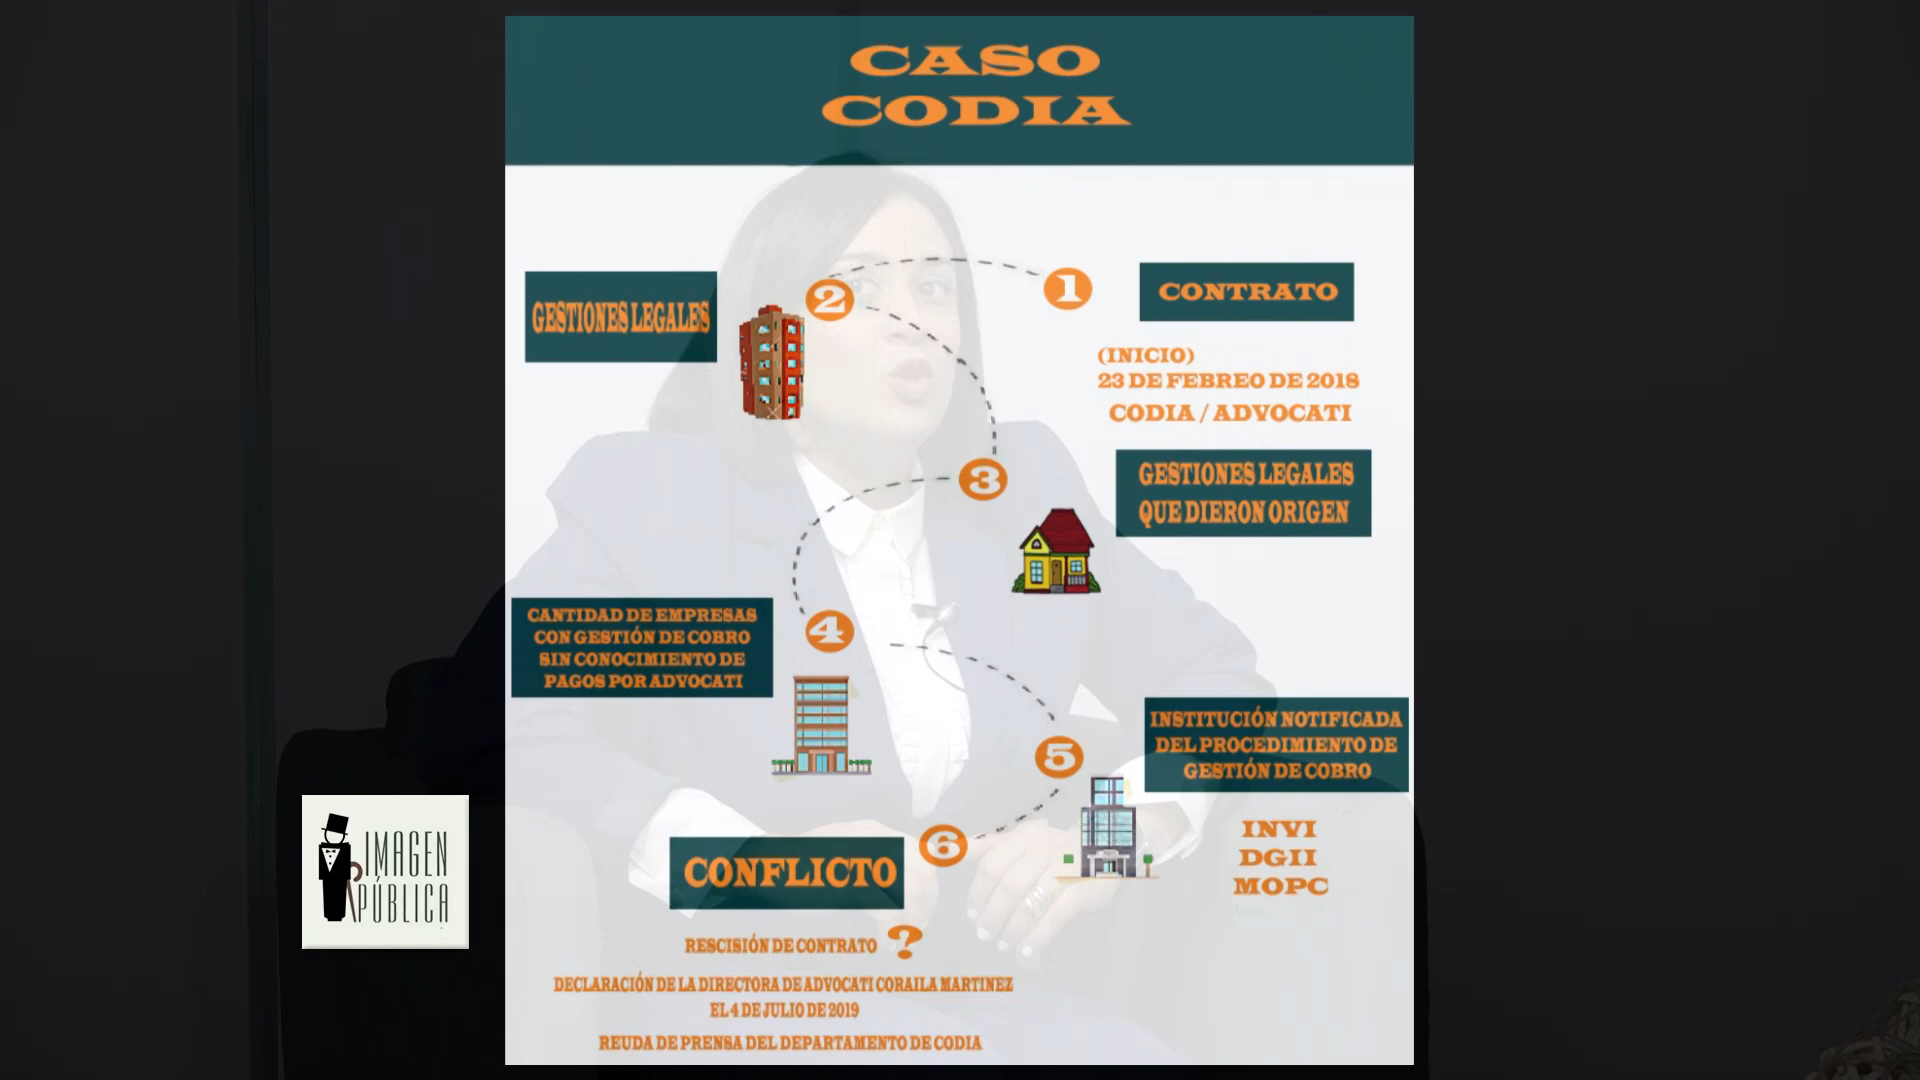 CASO
CODIA
1
CONTRATO
(INICIO)
23 DE FEBREO DE 2018
CODIA / ADVOCATI
2
GESTIONES LEGALES
3
GESTIONES LEGALES
QUE DIERON ORIGEN
4
CANTIDAD DE EMPRESAS
CON GESTIÓN DE COBRO
SIN CONOCIMIENTO DE
PAGOS POR ADVOCATI
5
INSTITUCIÓN NOTIFICADA
DEL PROCEDIMIENTO DE
GESTIÓN DE COBRO
INVI
DGII
MOPC
6
CONFLICTO
RESCISIÓN DE CONTRATO ?
DECLARACIÓN DE LA DIRECTORA DE ADVOCATI CORAILA MARTINEZ
EL 4 DE JULIO DE 2019
REUDA DE PRENSA DEL DEPARTAMENTO DE CODIA
IMAGEN
PÚBLICA